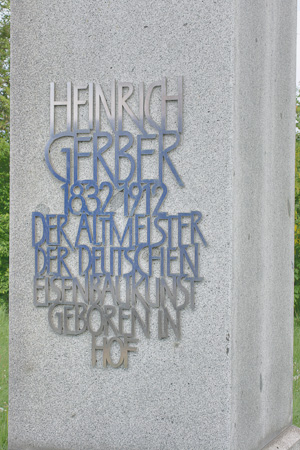 HEINRICH
GERBER
1832-1912
DER ALTMEISTER
DER DEUTSCHEN
EISENBAUKUNST
GEBOREN IN
HOF